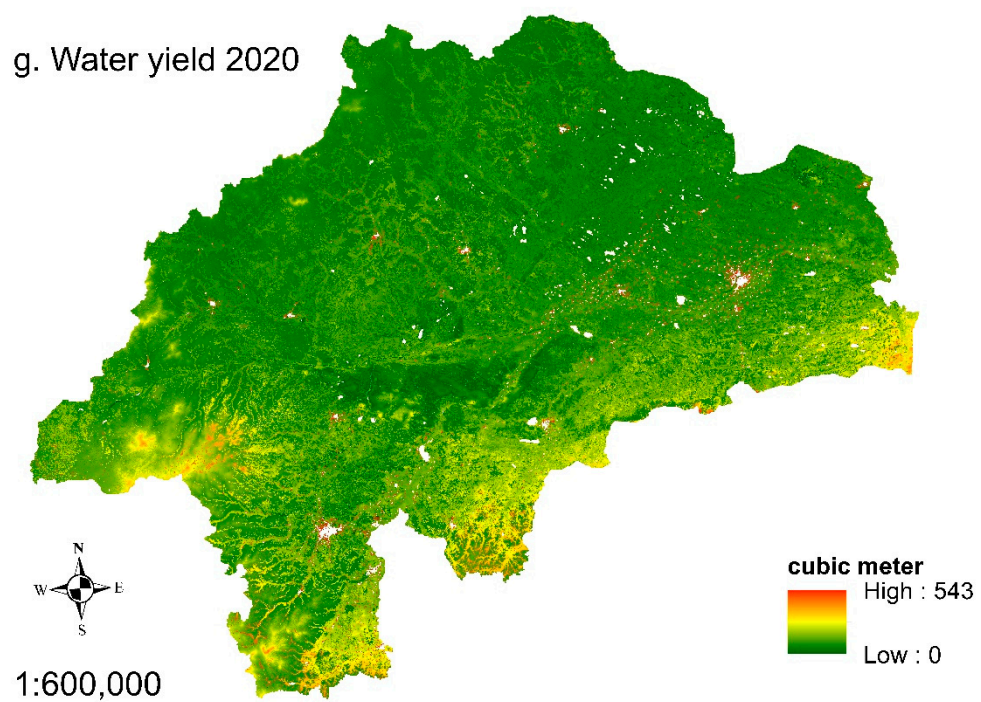 g. Water yield 2020
N
W E
S
1:600,000
cubic meter
High : 543
Low : 0